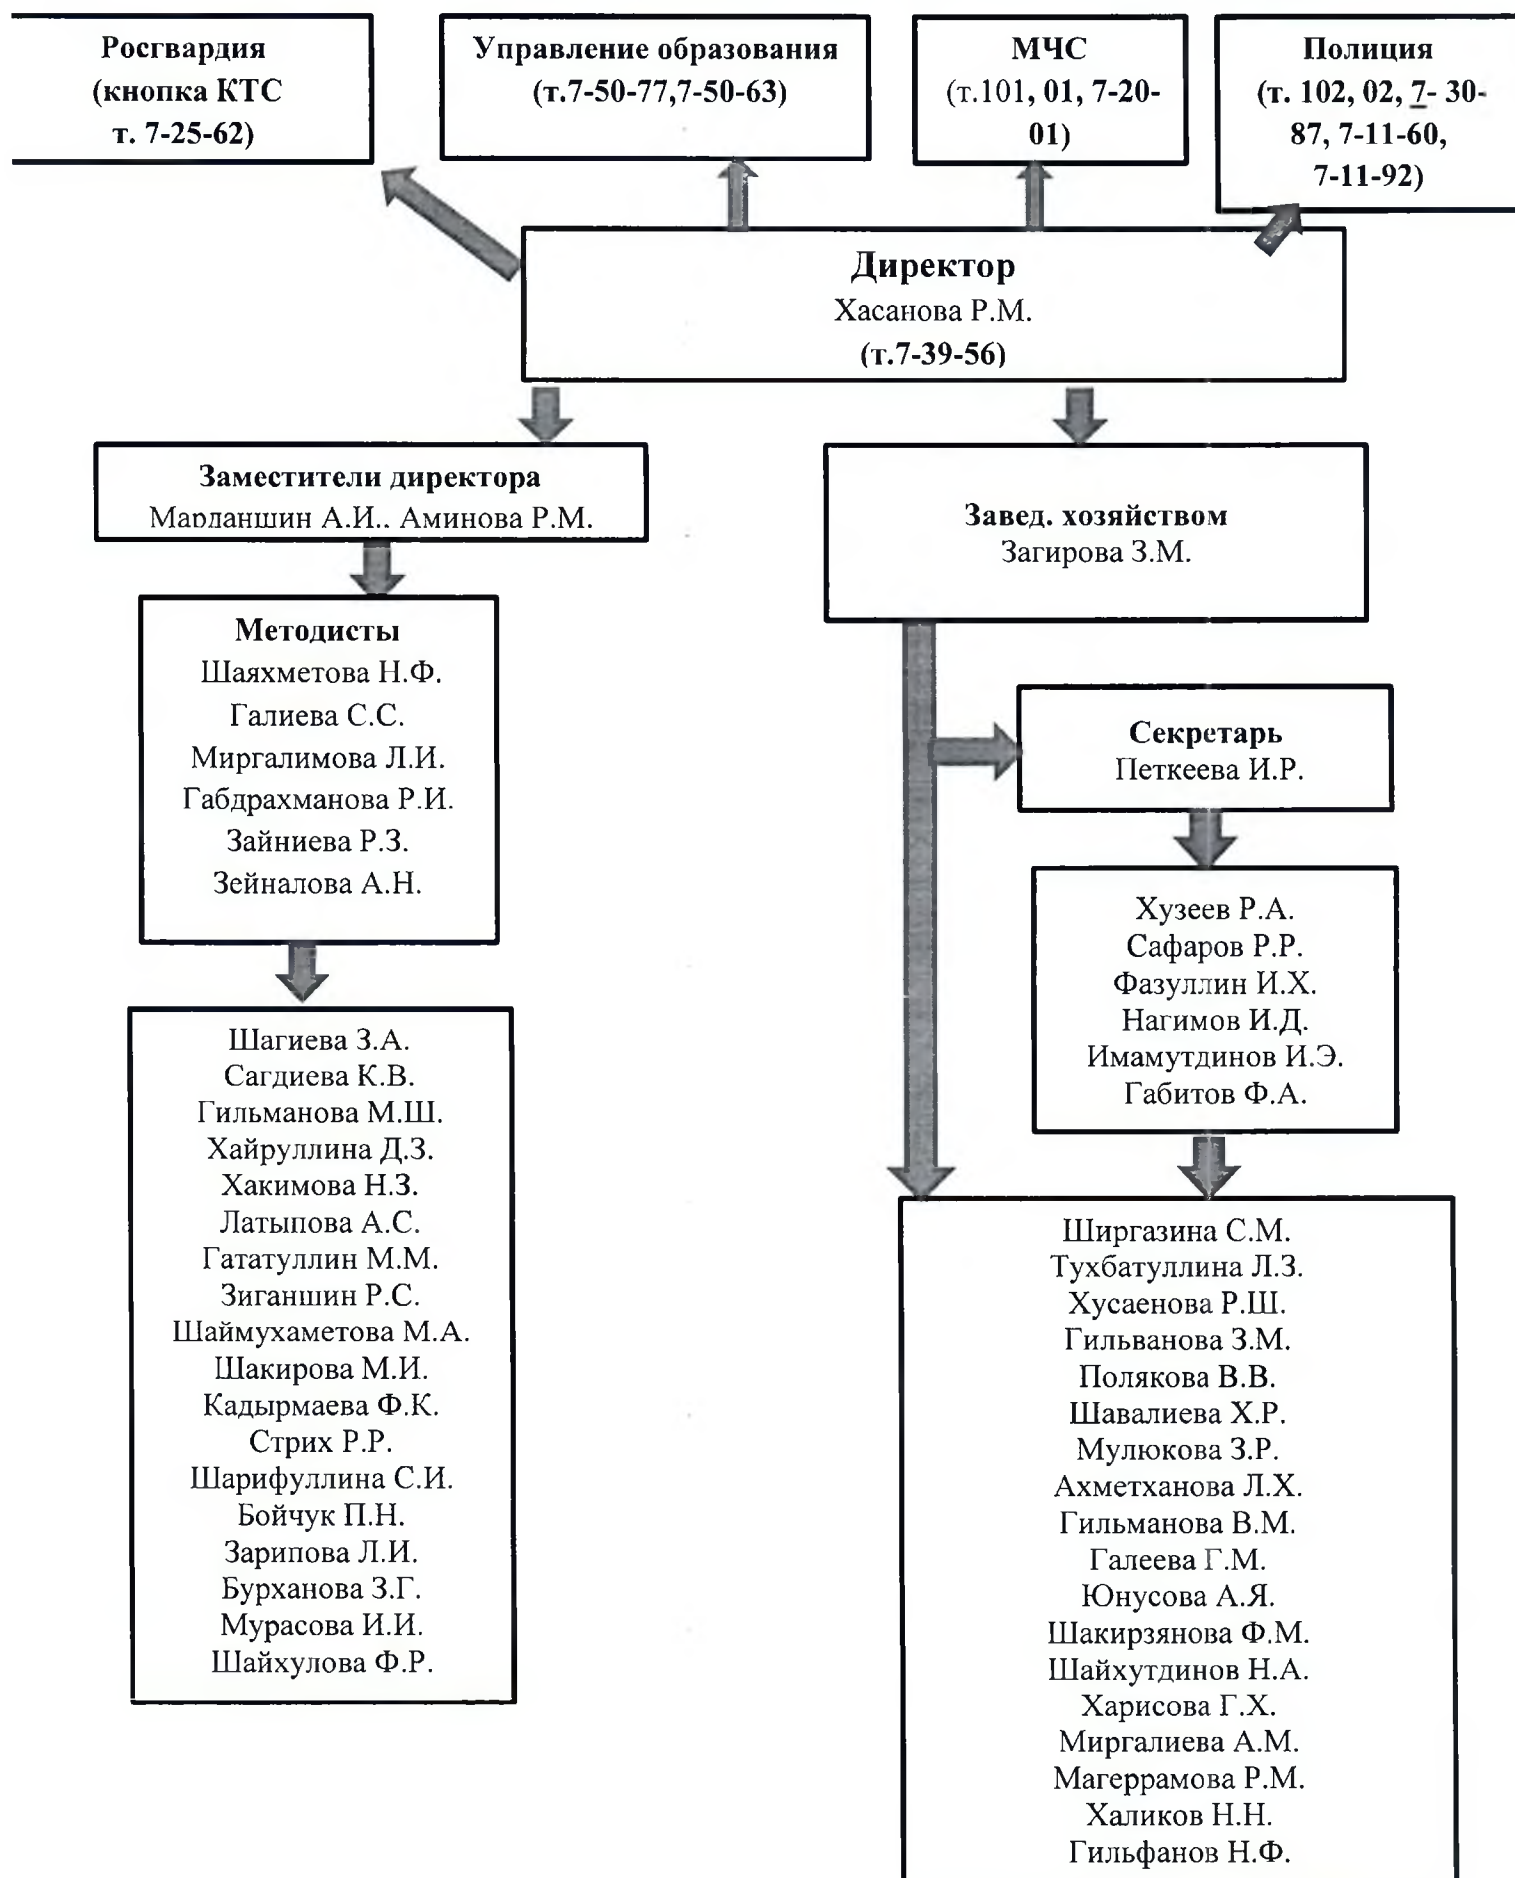 Росгвардия
(кнопка КТС
т. 7-25-62)
Управление образования
(т.7-50-77,7-50-63)
МЧС
(т.101, 01, 7-20-
01)
Полиция
(т. 102, 02, 7- 30-
87, 7-11-60,
7-11-92)
Директор
Хасанова Р.М.
(т.7-39-56)
Заместители директора
Марданшин А.И., Аминова Р.М.
Завед. хозяйством
Загирова З.М.
Методисты
Шаяхметова Н.Ф.
Галиева С.С.
Миргалимова Л.И.
Габдрахманова Р.И.
Зайниева Р.З.
Зейналова А.Н.
Секретарь
Петкеева И.Р.
Хузеев Р.А.
Сафаров Р.Р.
Фазуллин И.Х.
Нагимов И.Д.
Имамутдинов И.Э.
Габитов Ф.А.
Шагиева З.А.
Сагдиева К.В.
Гильманова М.Ш.
Хайруллина Д.З.
Хакимова Н.З.
Латыпова А.С.
Гататуллин М.М.
Зиганшин Р.С.
Шаймухаметова М.А.
Шакирова М.И.
Кадырмаева Ф.К.
Стрих Р.Р.
Шарифуллина С.И.
Бойчук П.Н.
Зарипова Л.И.
Бурханова З.Г.
Мурасова И.И.
Шайхулова Ф.Р.
Ширгазина С.М.
Тухбатуллина Л.З.
Хусаенова Р.Ш.
Гильванова З.М.
Полякова В.В.
Шавалиева Х.Р.
Мулюкова З.Р.
Ахметханова Л.Х.
Гильманова В.М.
Галеева Г.М.
Юнусова А.Я.
Шакирзянова Ф.М.
Шайхутдинов Н.А.
Харисова Г.Х.
Миргалиева А.М.
Магеррамова Р.М.
Халиков Н.Н.
Гильфанов Н.Ф.